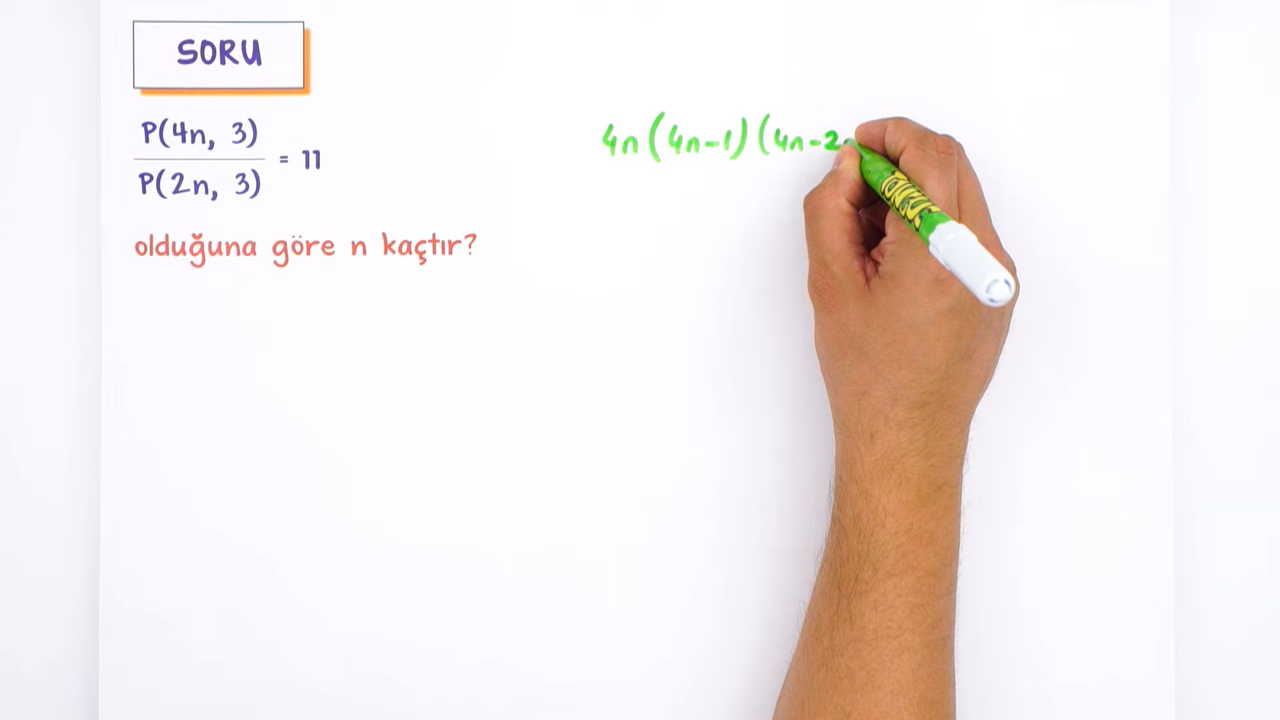 SORU
P(4n, 3)
P(2n, 3)
= 11
olduğuna göre n kaçtır?
4n(4n-1)(4n-2